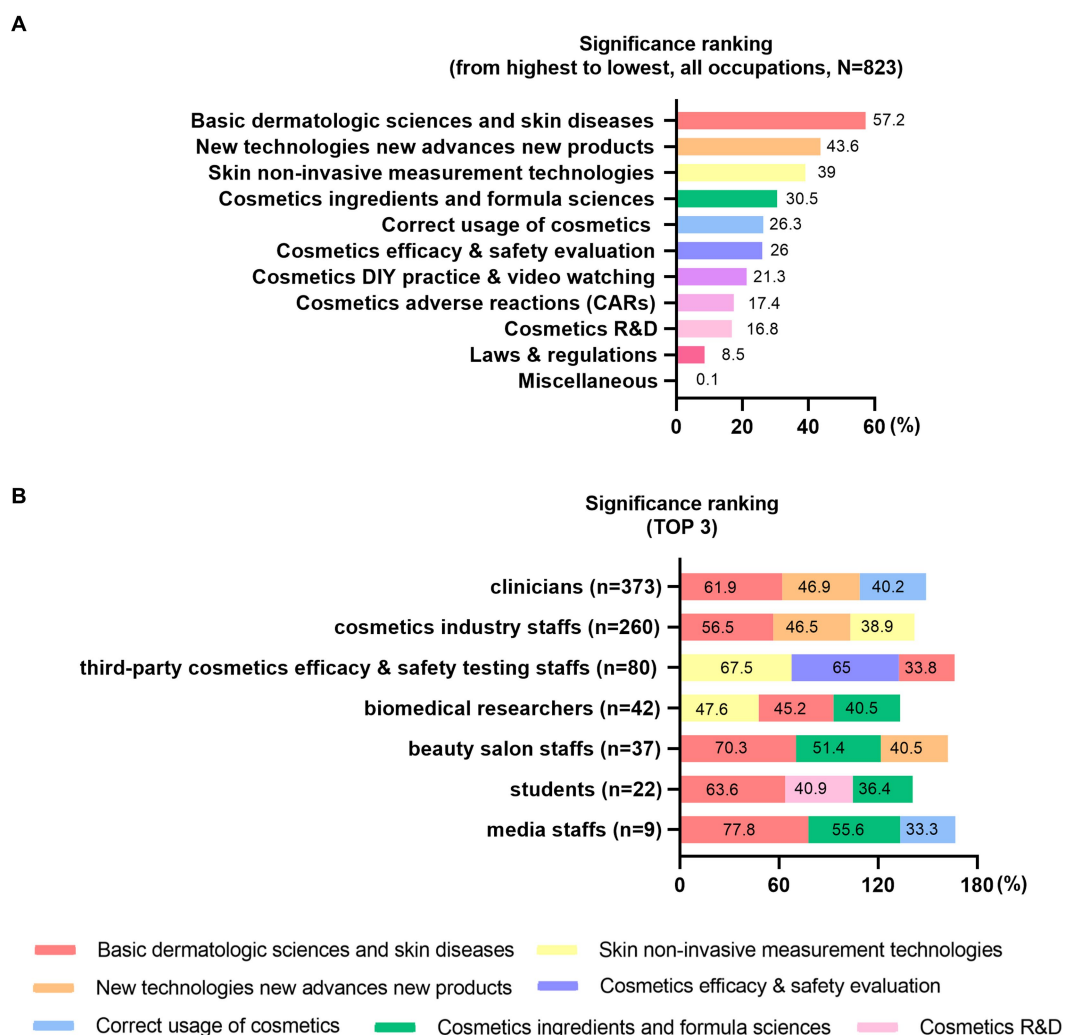 A
Significance ranking
(from highest to lowest, all occupations, N=823)
Basic dermatologic sciences and skin diseases 57.2
New technologies new advances new products 43.6
Skin non-invasive measurement technologies 39
Cosmetics ingredients and formula sciences 30.5
Correct usage of cosmetics 26.3
Cosmetics efficacy & safety evaluation 26
Cosmetics DIY practice & video watching 21.3
Cosmetics adverse reactions (CARs) 17.4
Cosmetics R&D 16.8
Laws & regulations 8.5
Miscellaneous 0.1
0 20 40 60 (%)
B
Significance ranking
(TOP 3)
clinicians (n=373) 61.9 46.9 40.2
cosmetics industry staffs (n=260) 56.5 46.5 38.9
third-party cosmetics efficacy & safety testing staffs (n=80) 67.5 65 33.8
biomedical researchers (n=42) 47.6 45.2 40.5
beauty salon staffs (n=37) 70.3 51.4 40.5
students (n=22) 63.6 40.9 36.4
media staffs (n=9) 77.8 55.6 33.3
0 60 120 180 (%)
Basic dermatologic sciences and skin diseases Skin non-invasive measurement technologies
New technologies new advances new products Cosmetics efficacy & safety evaluation
Correct usage of cosmetics Cosmetics ingredients and formula sciences Cosmetics R&D